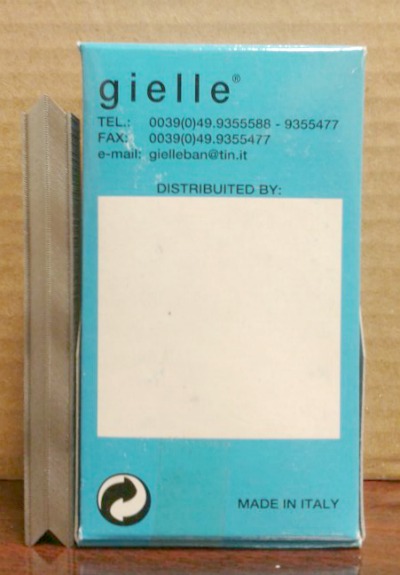 gielle®
TEL.: 0039(0)49.9355588 - 9355477
FAX: 0039(0)49.9355477
e-mail: gielleban@tin.it
DISTRIBUITED BY:
MADE IN ITALY